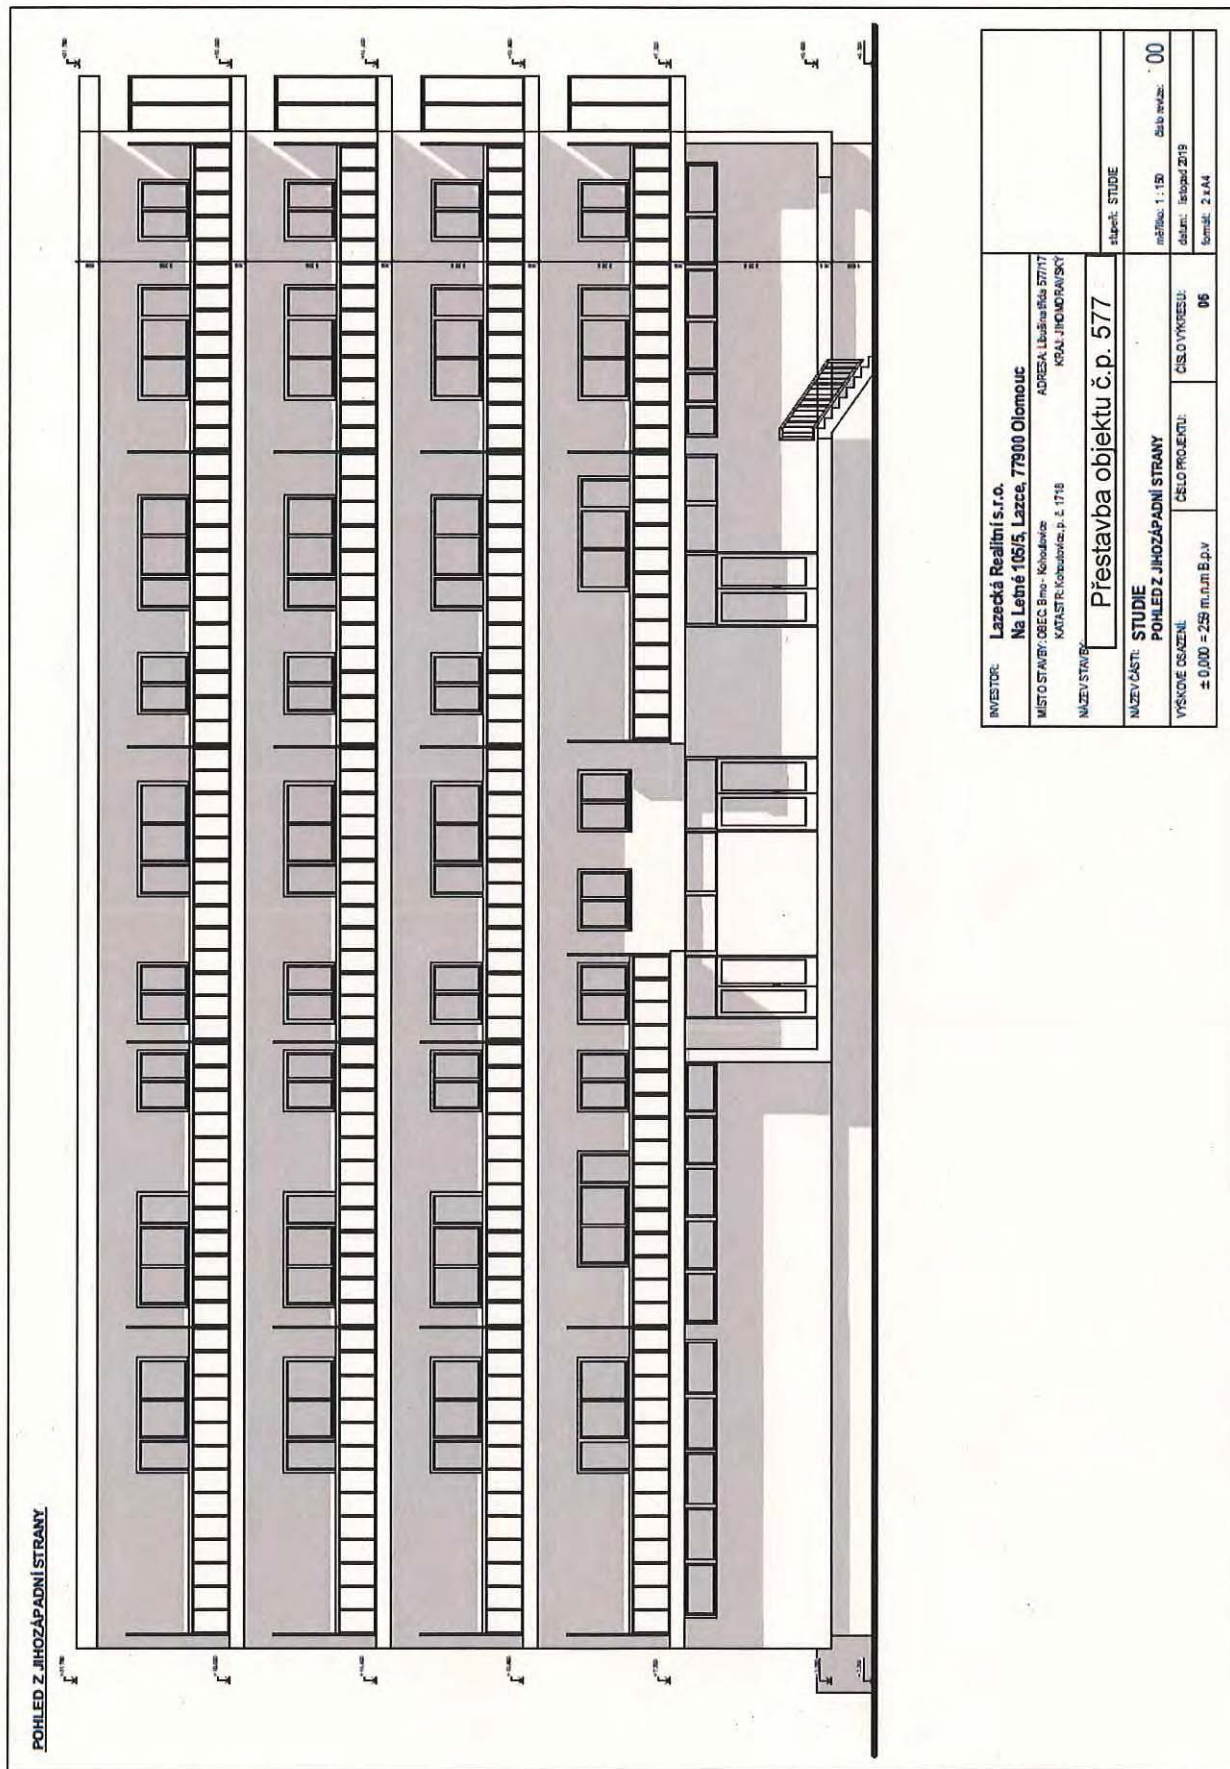 POHLED Z JIHOZÁPADNÍ STRANY
INVESTOR: Lazecká Realitní s.r.o.
Na Letné 105/5, Lazce, 77900 Olomouc
MÍSTO STAVBY: OBEC: Brno - Kohoutovice ADRESA: Libušina třída 577/17
KATASTR: Kohoutovice, p. č. 1718 KRAJ: JIHOMORAVSKÝ
NÁZEV STAVBY:
Přestavba objektu č.p. 577
stupeň: STUDIE
NÁZEV ČÁSTI: STUDIE
POHLED Z JIHOZÁPADNÍ STRANY
měřítko: 1 : 150 číslo revize: 00
VÝŠKOVÉ OSAZENÍ: ČÍSLO PROJEKTU: ČÍSLO VÝKRESU: datum: listopad 2019
± 0,000 = 259 m.n.m B.p.v 06 formát: 2 x A4